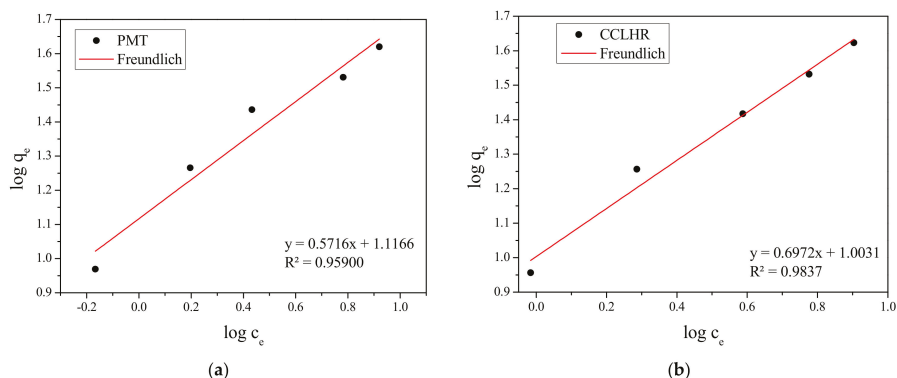 1.8
1.7
1.6
1.5
1.4
1.3
1.2
1.1
1.0
0.9
log qₑ
PMT
Freundlich
y = 0.5716x + 1.1166
R² = 0.95900
-0.2
0.0
0.2
0.4
0.6
0.8
1.0
log cₑ
(a)
1.7
1.6
1.5
1.4
1.3
1.2
1.1
1.0
0.9
log qₑ
CCLHR
Freundlich
y = 0.6972x + 1.0031
R² = 0.9837
0.0
0.2
0.4
0.6
0.8
1.0
log cₑ
(b)